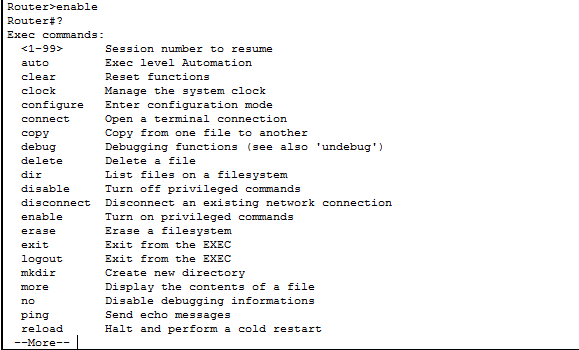 Router>enable
Router#?
Exec commands:
  <1-99>      Session number to resume
  auto        Exec level Automation
  clear       Reset functions
  clock       Manage the system clock
  configure   Enter configuration mode
  connect     Open a terminal connection
  copy        Copy from one file to another
  debug       Debugging functions (see also 'undebug')
  delete      Delete a file
  dir         List files on a filesystem
  disable     Turn off privileged commands
  disconnect  Disconnect an existing network connection
  enable      Turn on privileged commands
  erase       Erase a filesystem
  exit        Exit from the EXEC
  logout      Exit from the EXEC
  mkdir       Create new directory
  more        Display the contents of a file
  no          Disable debugging informations
  ping        Send echo messages
  reload      Halt and perform a cold restart
 --More--